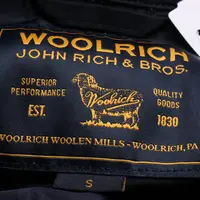 WOOLRICH
JOHN RICH & BROS.
SUPERIOR
PERFORMANCE
QUALITY
GOODS
Woolrich
EST.
1830
WOOLRICH WOOLEN MILLS - WOOLRICH, PA
S